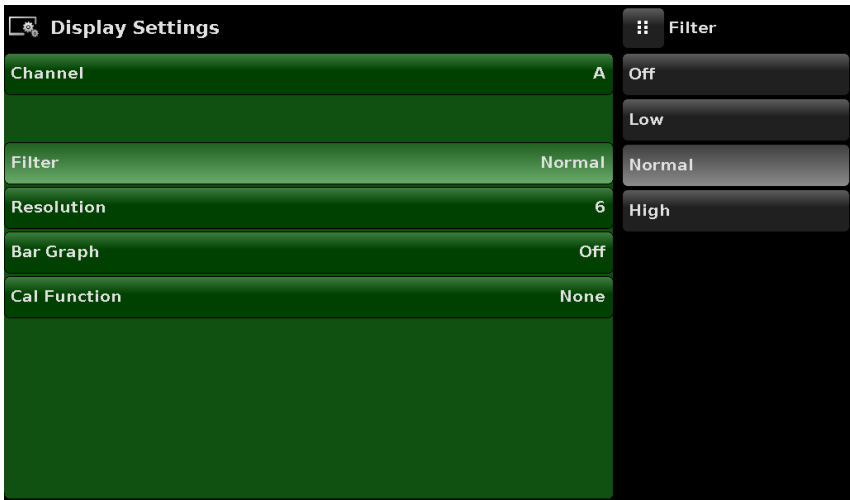 Display Settings
Channel A
Filter Normal
Resolution 6
Bar Graph Off
Cal Function None
Filter
Off
Low
Normal
High